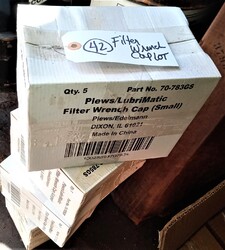 42
Filter
Wrench
Cap LOT
Qty. 5 Part No. 70-783GS
Plews/LubriMatic
Filter Wrench Cap (Small)
Plews/Edelmann
DIXON, IL 61021
Made in China